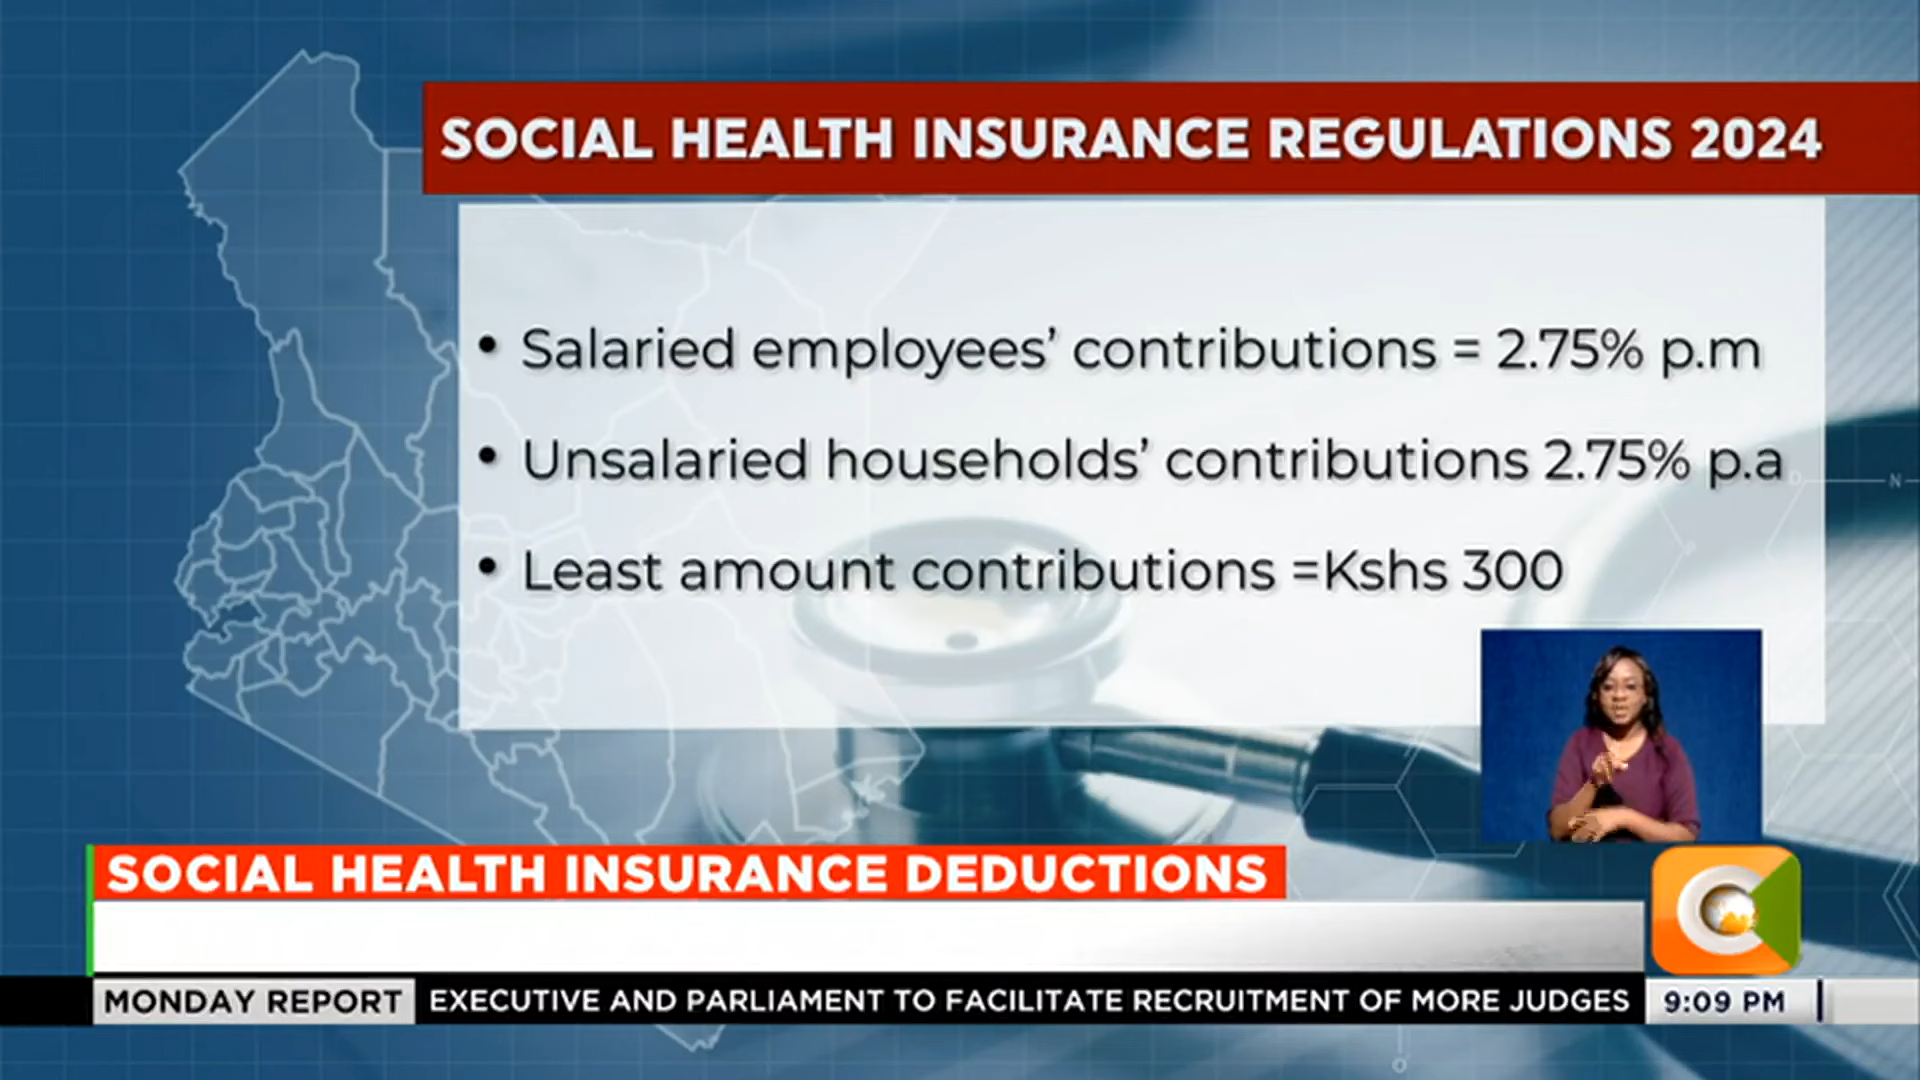 SOCIAL HEALTH INSURANCE REGULATIONS 2024
• Salaried employees’ contributions = 2.75% p.m
• Unsalaried households’ contributions 2.75% p.a
• Least amount contributions =Kshs 300
N
O
SOCIAL HEALTH INSURANCE DEDUCTIONS
MONDAY REPORT EXECUTIVE AND PARLIAMENT TO FACILITATE RECRUITMENT OF MORE JUDGES 9:09 PM